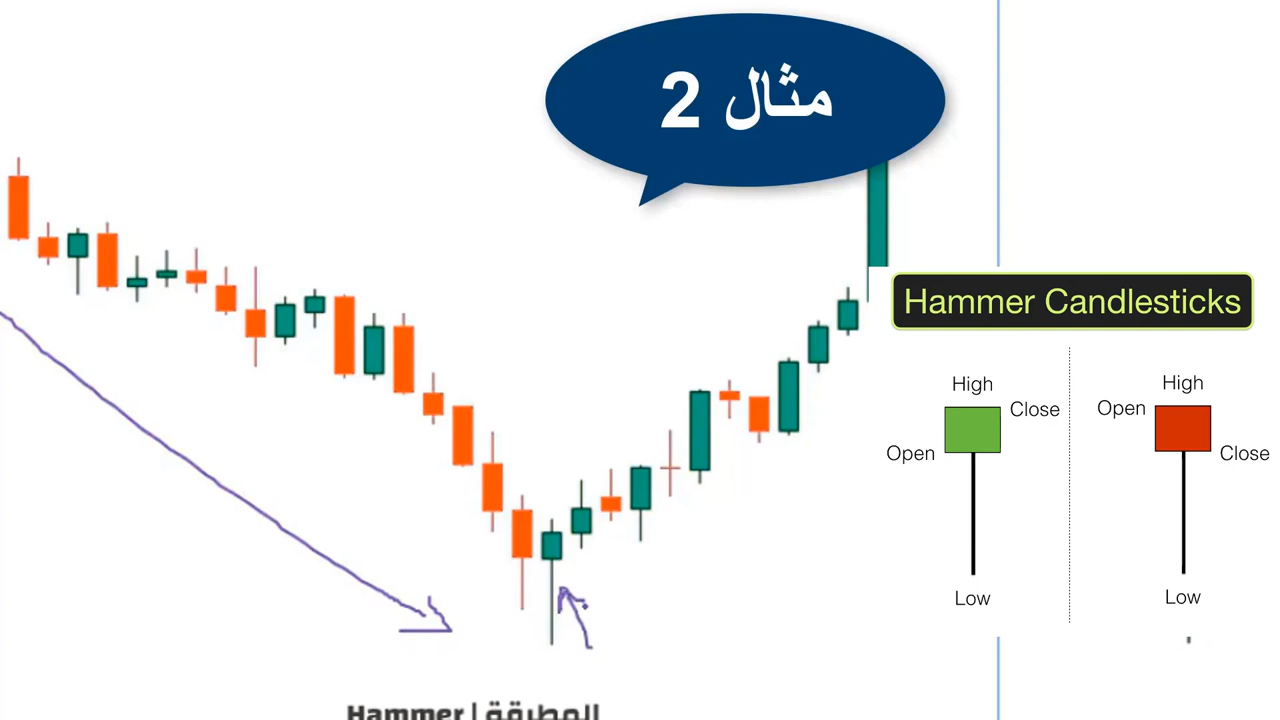 مثال 2
Hammer Candlesticks
High
Close
Open
Low
High
Open
Close
Low
Hammer | المطرقة